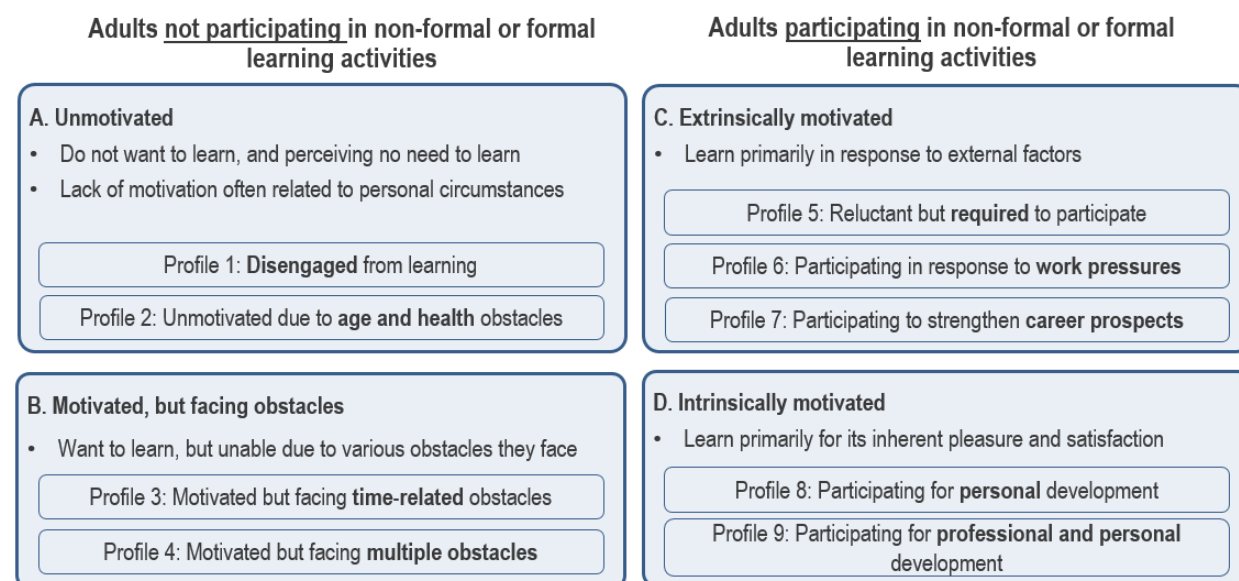 Adults not participating in non-formal or formal
learning activities
A. Unmotivated
• Do not want to learn, and perceiving no need to learn
• Lack of motivation often related to personal circumstances
Profile 1: Disengaged from learning
Profile 2: Unmotivated due to age and health obstacles
B. Motivated, but facing obstacles
• Want to learn, but unable due to various obstacles they face
Profile 3: Motivated but facing time-related obstacles
Profile 4: Motivated but facing multiple obstacles
Adults participating in non-formal or formal
learning activities
C. Extrinsically motivated
• Learn primarily in response to external factors
Profile 5: Reluctant but required to participate
Profile 6: Participating in response to work pressures
Profile 7: Participating to strengthen career prospects
D. Intrinsically motivated
• Learn primarily for its inherent pleasure and satisfaction
Profile 8: Participating for personal development
Profile 9: Participating for professional and personal
development